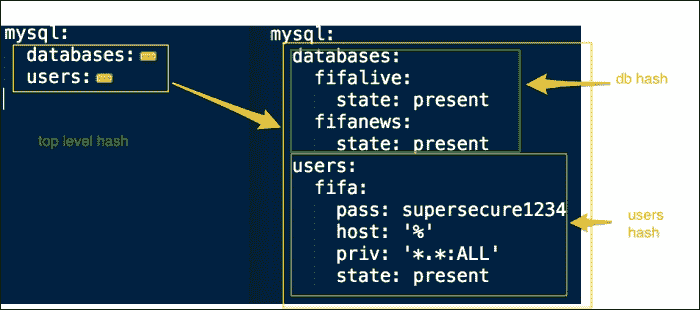 mysql:
databases:
users:
top level hash
mysql:
databases:
fifalive:
state: present
fifanews:
state: present
users:
fifa:
pass: supersecure1234
host: '%'
priv: '*.*:ALL'
state: present
db hash
users
hash